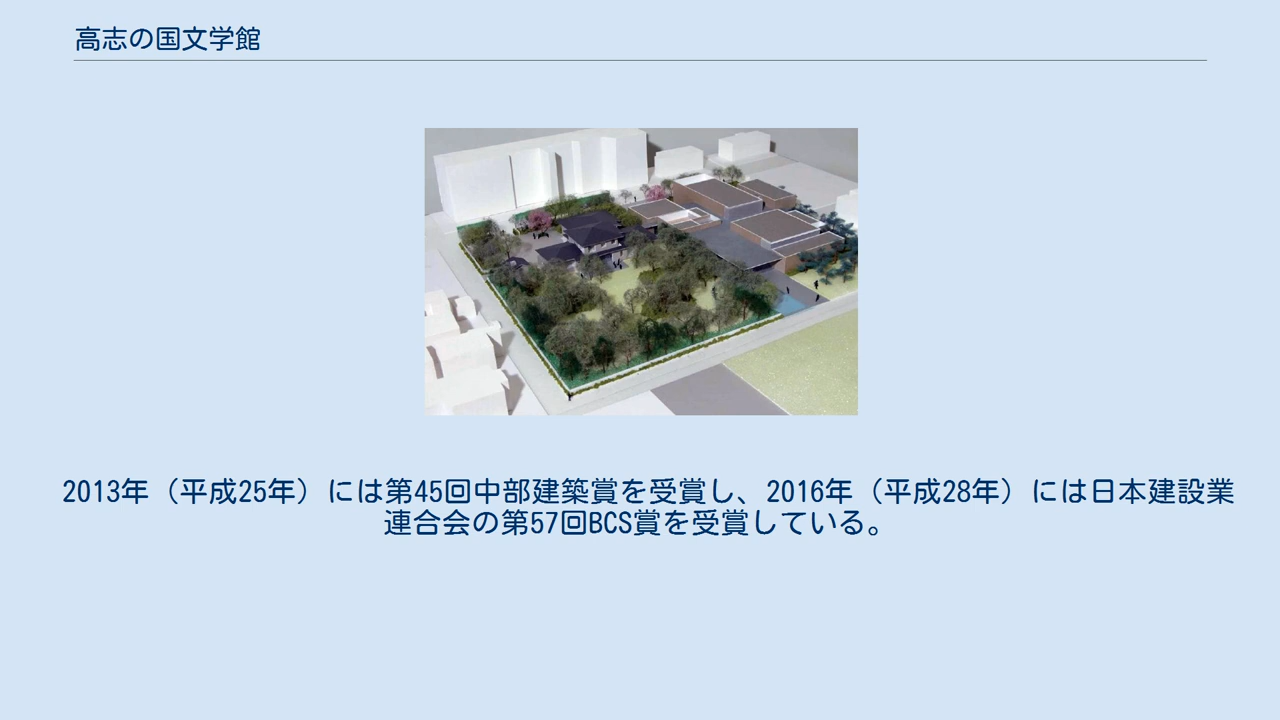 高志の国文学館
2013年（平成25年）には第45回中部建築賞を受賞し、2016年（平成28年）には日本建設業
連合会の第57回BCS賞を受賞している。